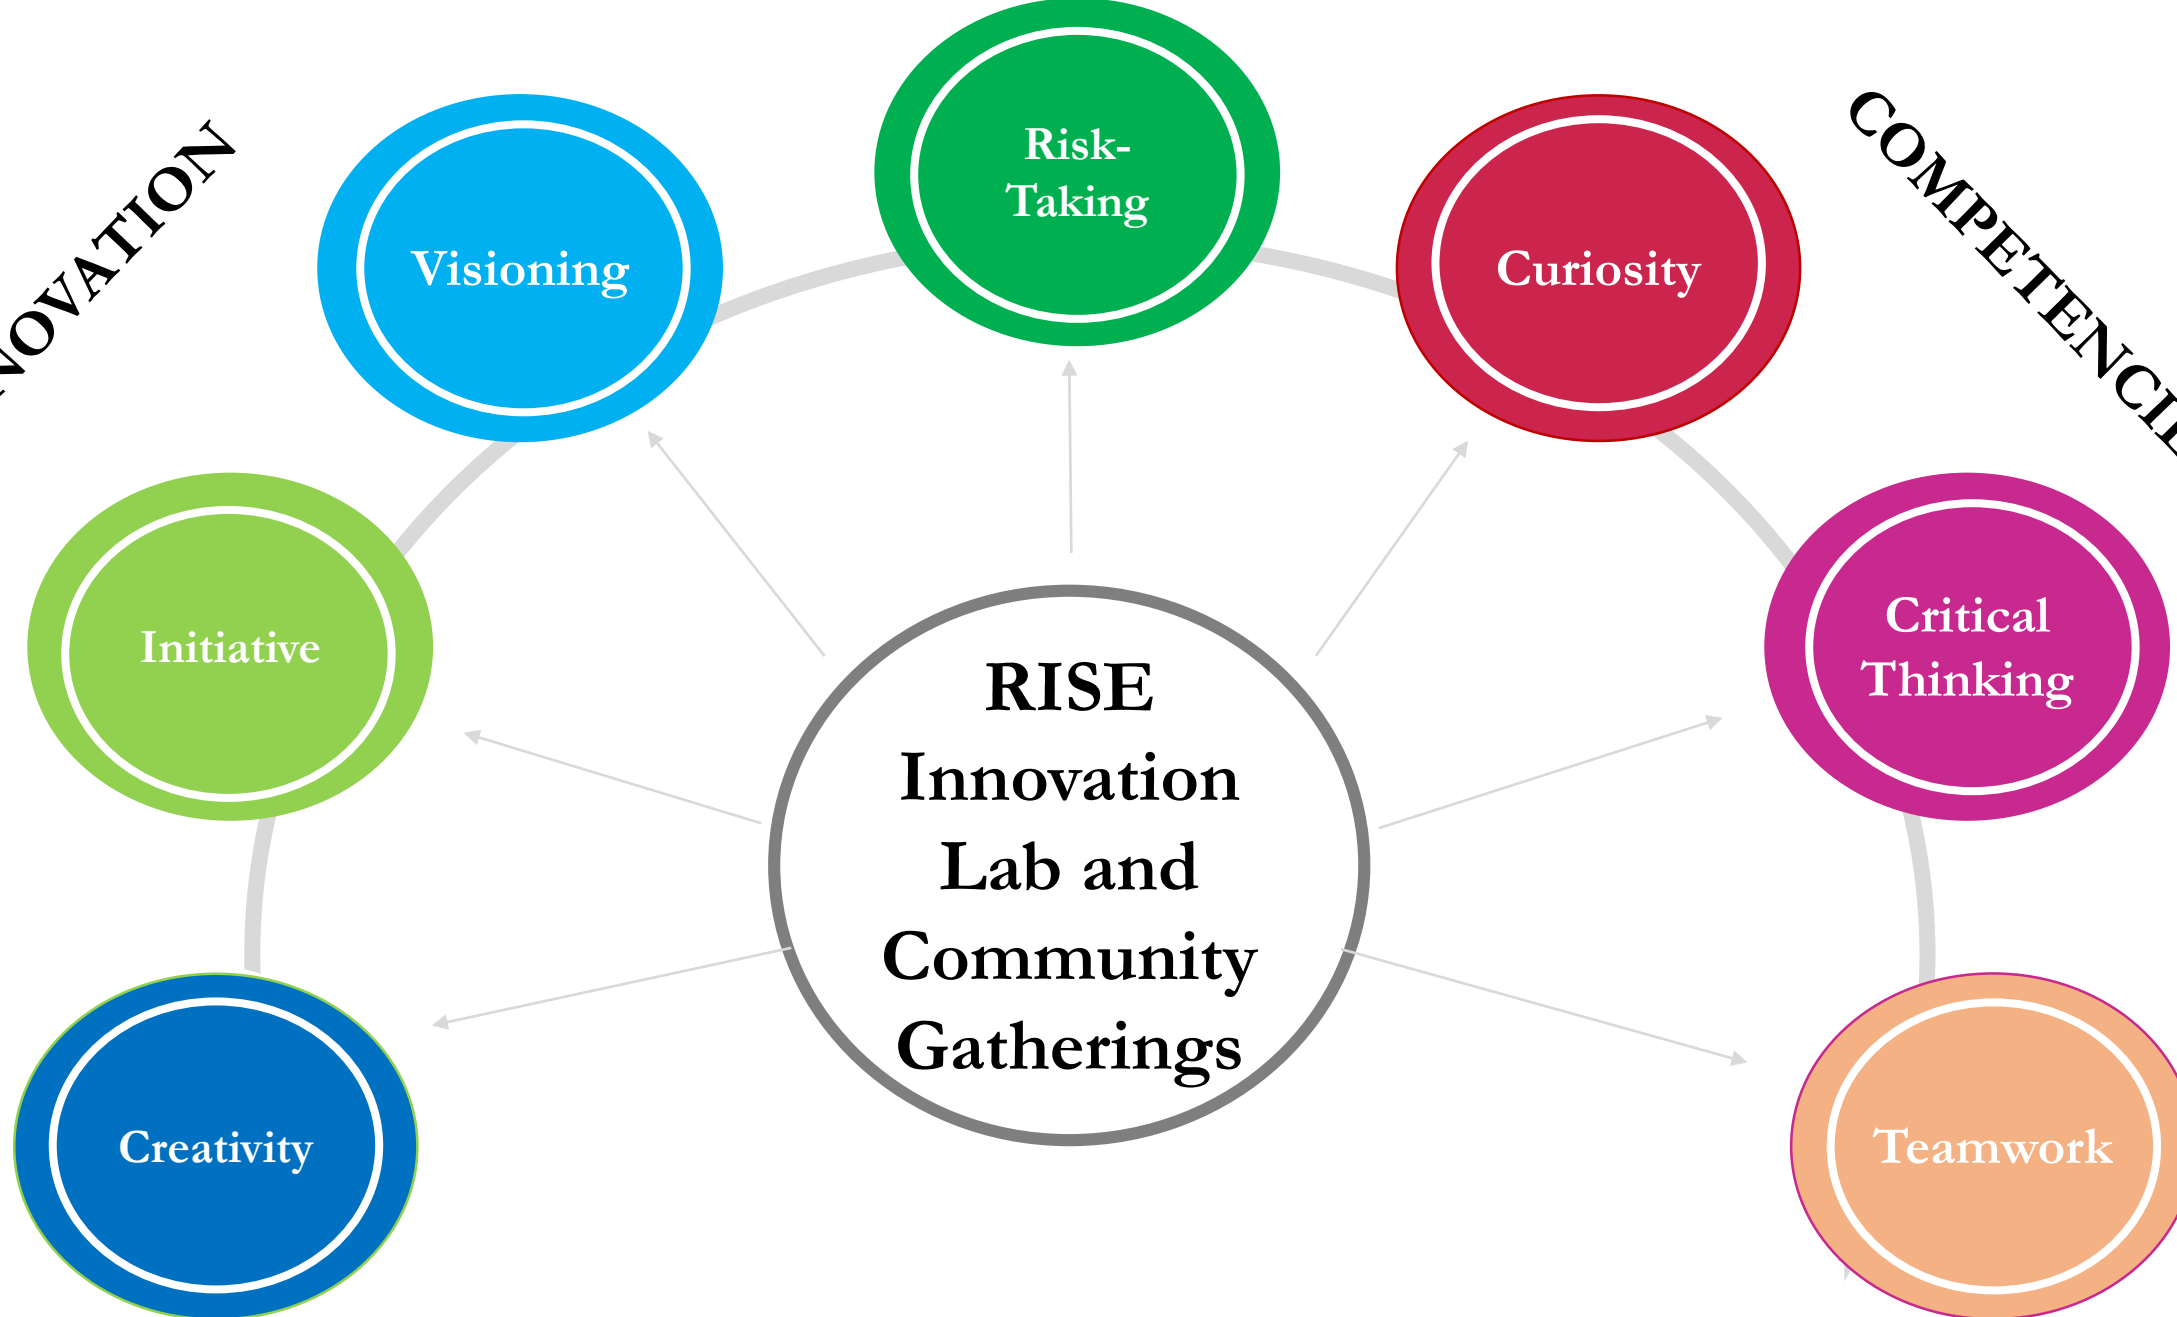 NOVATION
COMPETENCI
Risk-
Taking
Visioning
Curiosity
Initiative
Critical
Thinking
RISE
Innovation
Lab and
Community
Gatherings
Creativity
Teamwork